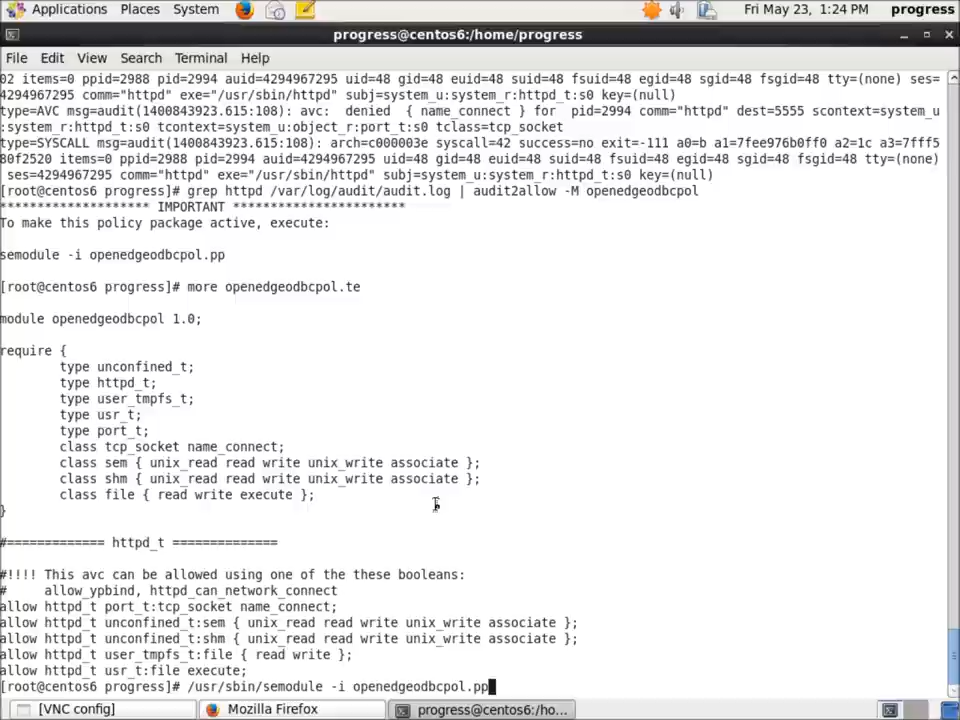 Applications Places System Fri May 23, 1:24 PM progress
progress@centos6:/home/progress
File Edit View Search Terminal Help
02 items=0 ppid=2988 pid=2994 auid=4294967295 uid=48 gid=48 euid=48 suid=48 fsuid=48 egid=48 sgid=48 fsgid=48 tty=(none) ses=
4294967295 comm="httpd" exe="/usr/sbin/httpd" subj=system_u:system_r:httpd_t:s0 key=(null)
type=AVC msg=audit(1400843923.615:108): avc:  denied  { name_connect } for  pid=2994 comm="httpd" dest=5555 scontext=system_u
:system_r:httpd_t:s0 tcontext=system_u:object_r:port_t:s0 tclass=tcp_socket
type=SYSCALL msg=audit(1400843923.615:108): arch=c000003e syscall=42 success=no exit=-111 a0=b a1=7fee976b0ff0 a2=1c a3=7fff5
80f2520 items=0 ppid=2988 pid=2994 auid=4294967295 uid=48 gid=48 euid=48 suid=48 fsuid=48 egid=48 sgid=48 fsgid=48 tty=(none)
 ses=4294967295 comm="httpd" exe="/usr/sbin/httpd" subj=system_u:system_r:httpd_t:s0 key=(null)
[root@centos6 progress]# grep httpd /var/log/audit/audit.log | audit2allow -M openedgeodbcpol
******************** IMPORTANT ***********************
To make this policy package active, execute:
semodule -i openedgeodbcpol.pp
[root@centos6 progress]# more openedgeodbcpol.te
module openedgeodbcpol 1.0;
require {
type unconfined_t;
type httpd_t;
type user_tmpfs_t;
type usr_t;
type port_t;
class tcp_socket name_connect;
class sem { unix_read read write unix_write associate };
class shm { unix_read read write unix_write associate };
class file { read write execute };
}
#============= httpd_t ==============
#!!!! This avc can be allowed using one of the these booleans:
#     allow_ypbind, httpd_can_network_connect
allow httpd_t port_t:tcp_socket name_connect;
allow httpd_t unconfined_t:sem { unix_read read write unix_write associate };
allow httpd_t unconfined_t:shm { unix_read read write unix_write associate };
allow httpd_t user_tmpfs_t:file { read write };
allow httpd_t usr_t:file execute;
[root@centos6 progress]# /usr/sbin/semodule -i openedgeodbcpol.pp
[VNC config] Mozilla Firefox progress@centos6:/ho...